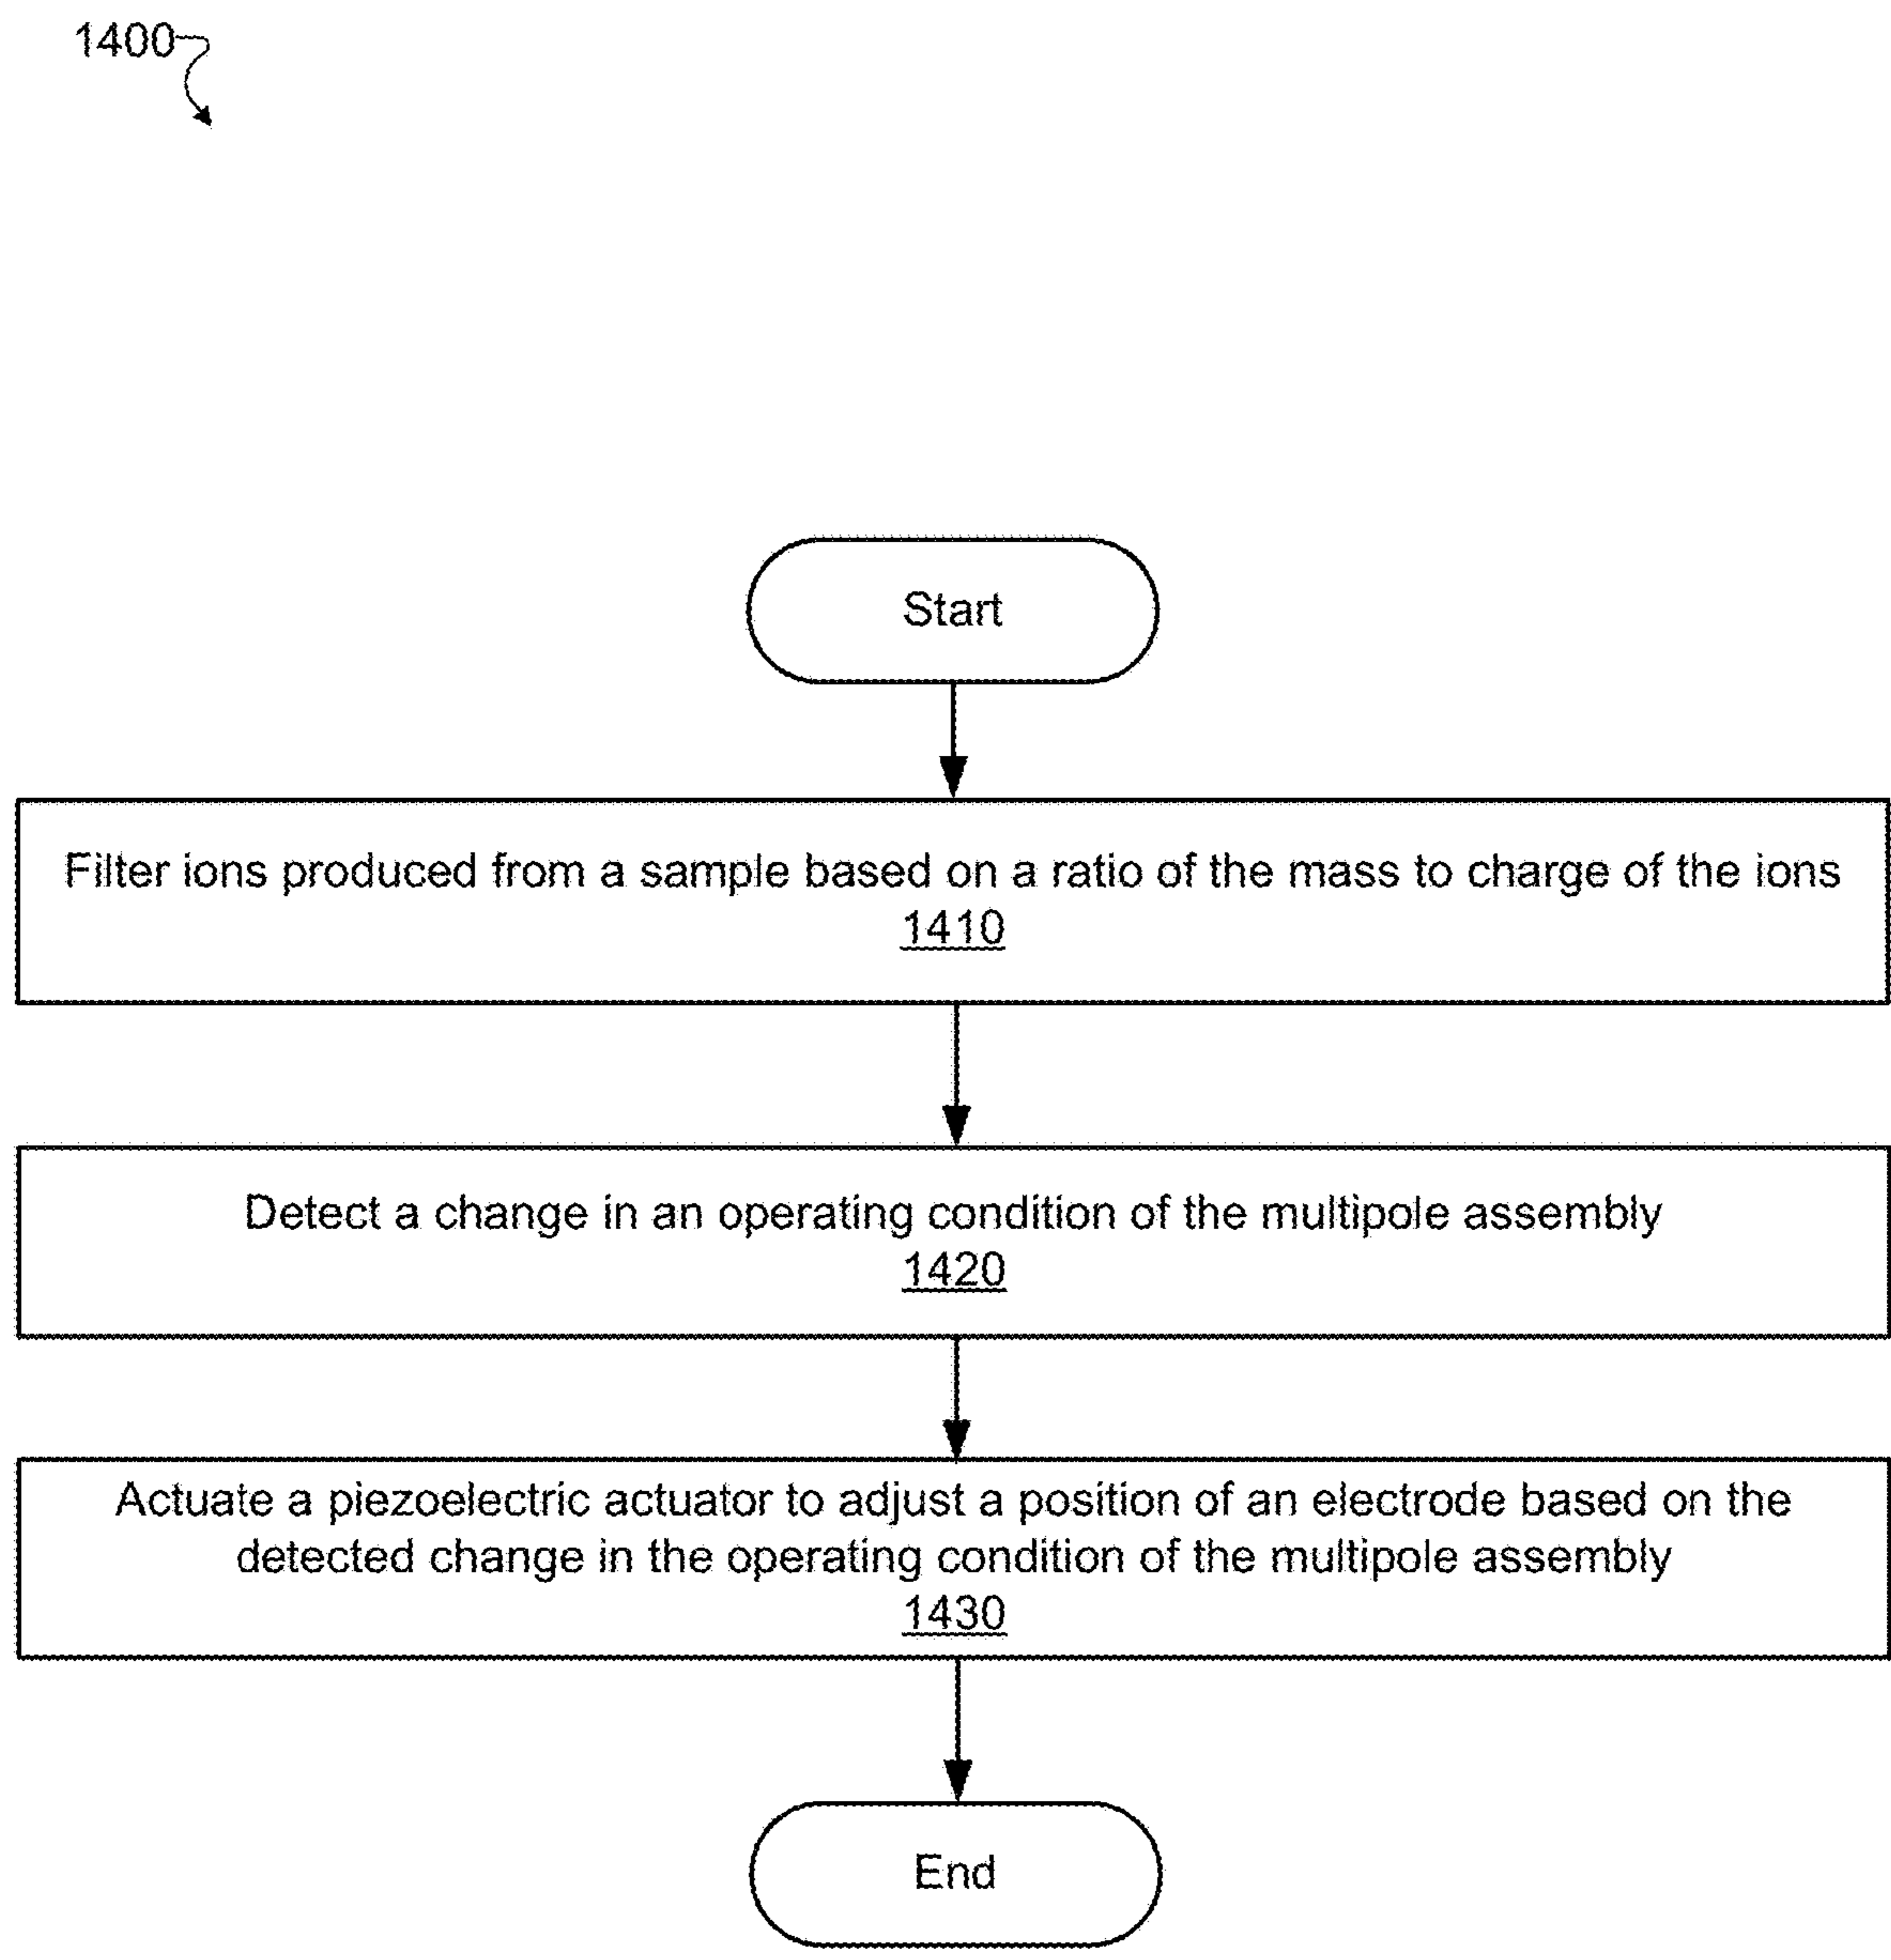 1400
Start
Filter ions produced from a sample based on a ratio of the mass to charge of the ions
1410
Detect a change in an operating condition of the multipole assembly
1420
Actuate a piezoelectric actuator to adjust a position of an electrode based on the
detected change in the operating condition of the multipole assembly
1430
End